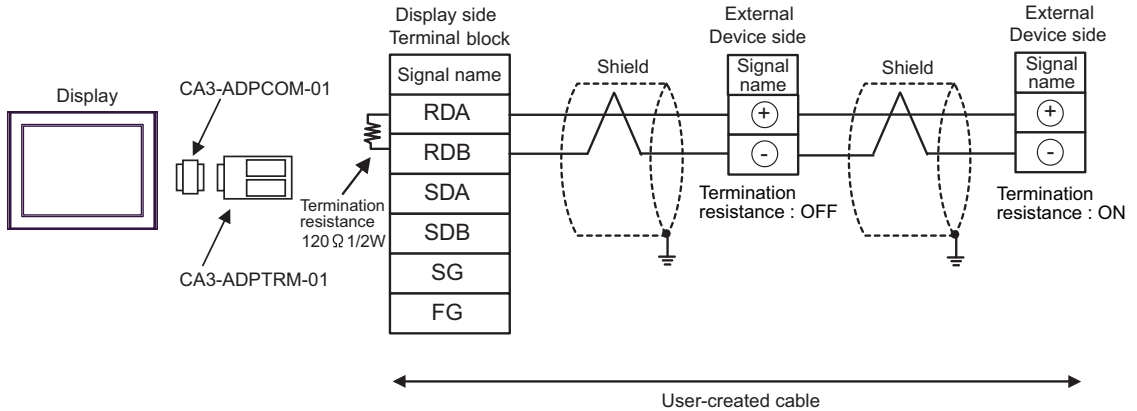 Display
CA3-ADPCOM-01
CA3-ADPTRM-01
Termination
resistance
120Ω1/2W
Display side
Terminal block
Signal name
RDA
RDB
SDA
SDB
SG
FG
Shield
External
Device side
Signal
name
+
-
Termination
resistance : OFF
Shield
External
Device side
Signal
name
+
-
Termination
resistance : ON
User-created cable